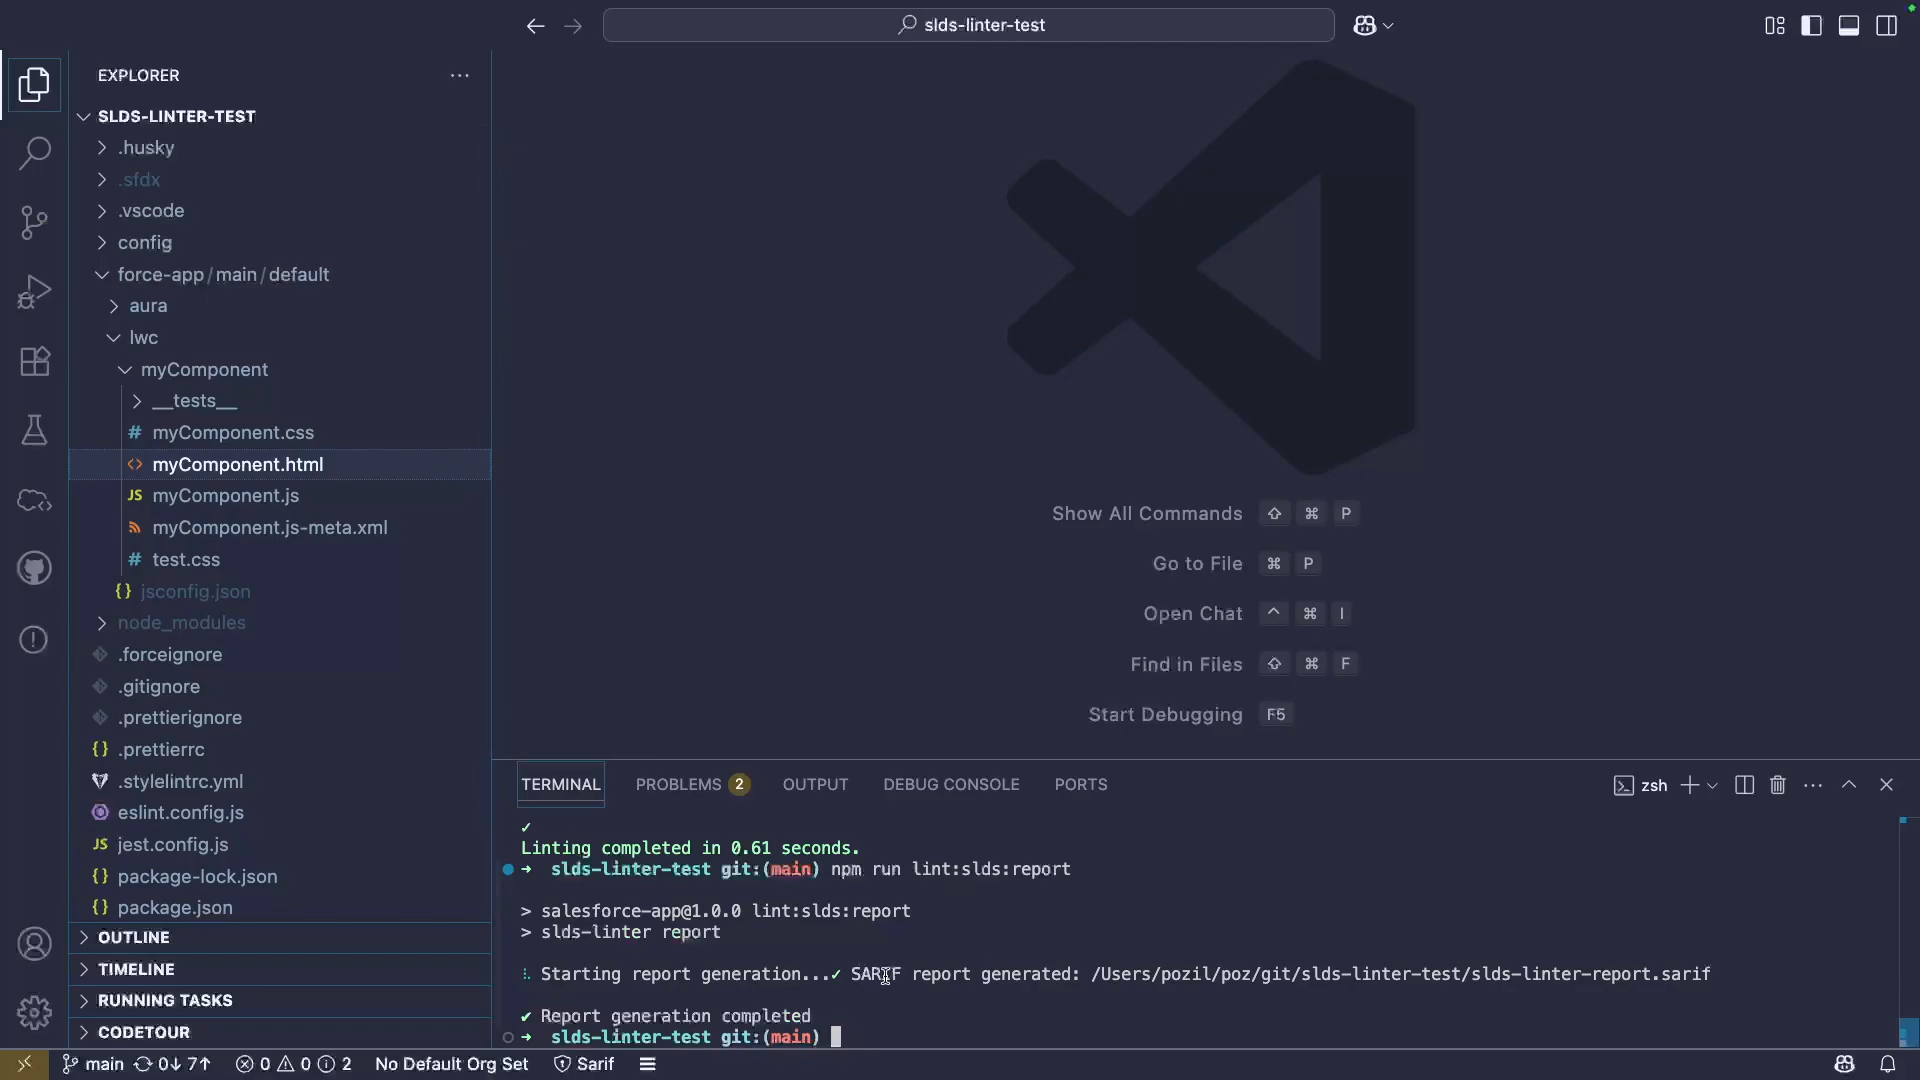 slds-linter-test
EXPLORER
SLDS-LINTER-TEST
.husky
.sfdx
.vscode
config
force-app/main/default
aura
lwc
myComponent
__tests__
# myComponent.css
<> myComponent.html
JS myComponent.js
myComponent.js-meta.xml
# test.css
{} jsconfig.json
node_modules
.forceignore
.gitignore
.prettierignore
{} .prettierrc
.stylelintrc.yml
eslint.config.js
JS jest.config.js
{} package-lock.json
{} package.json
OUTLINE
TIMELINE
RUNNING TASKS
CODETOUR
Show All Commands ⇧ ⌘ P
Go to File ⌘ P
Open Chat ^ ⌘ I
Find in Files ⇧ ⌘ F
Start Debugging F5
TERMINAL PROBLEMS 2 OUTPUT DEBUG CONSOLE PORTS zsh
✓
Linting completed in 0.61 seconds.
➜ slds-linter-test git:(main) npm run lint:slds:report
> salesforce-app@1.0.0 lint:slds:report
> slds-linter report
Starting report generation...✓ SARIF report generated: /Users/pozil/poz/git/slds-linter-test/slds-linter-report.sarif
✔ Report generation completed
➜ slds-linter-test git:(main)
main 0↓ 7↑ 0 0 2 No Default Org Set Sarif